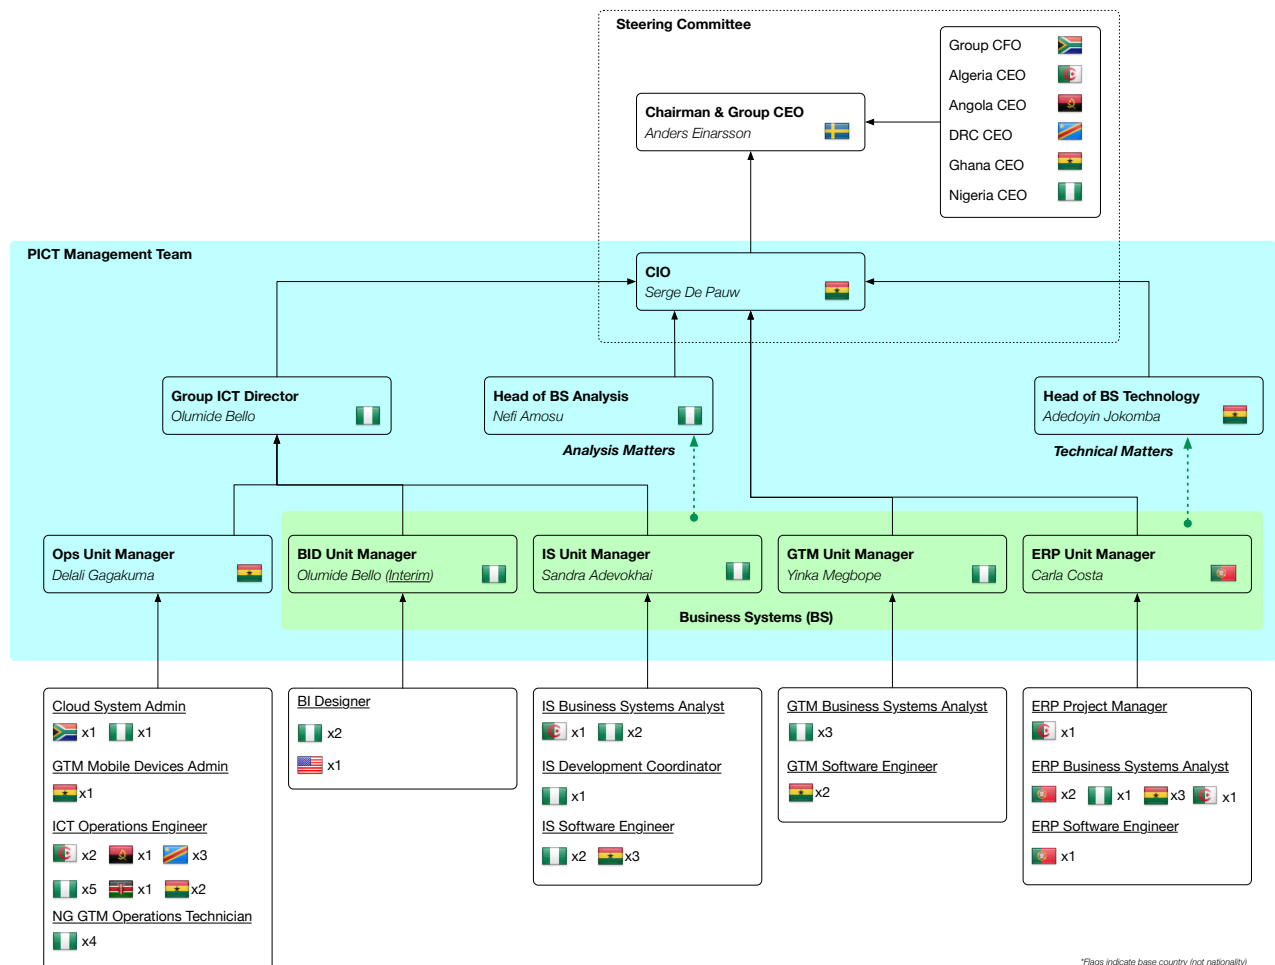 Steering Committee
Group CFO
Algeria CEO
Angola CEO
DRC CEO
Ghana CEO
Nigeria CEO
Chairman & Group CEO
Anders Einarsson
PICT Management Team
CIO
Serge De Pauw
Group ICT Director
Olumide Bello
Head of BS Analysis
Nefi Amosu
Head of BS Technology
Adedoyin Jokomba
Analysis Matters
Technical Matters
Ops Unit Manager
Delali Gagakuma
BID Unit Manager
Olumide Bello (Interim)
IS Unit Manager
Sandra Adevokhai
GTM Unit Manager
Yinka Megbope
ERP Unit Manager
Carla Costa
Business Systems (BS)
Cloud System Admin
x1 x1
GTM Mobile Devices Admin
x1
ICT Operations Engineer
x2 x1 x3
x5 x1 x2
NG GTM Operations Technician
x4
BI Designer
x2
x1
IS Business Systems Analyst
x1 x2
IS Development Coordinator
x1
IS Software Engineer
x2 x3
GTM Business Systems Analyst
x3
GTM Software Engineer
x2
ERP Project Manager
x1
ERP Business Systems Analyst
x2 x1 x3 x1
ERP Software Engineer
x1
*Flags indicate base country (not nationality)